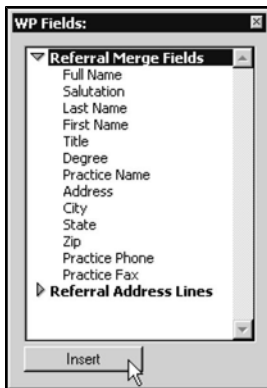 WP Fields:
Referral Merge Fields
Full Name
Salutation
Last Name
First Name
Title
Degree
Practice Name
Address
City
State
Zip
Practice Phone
Practice Fax
Referral Address Lines
Insert